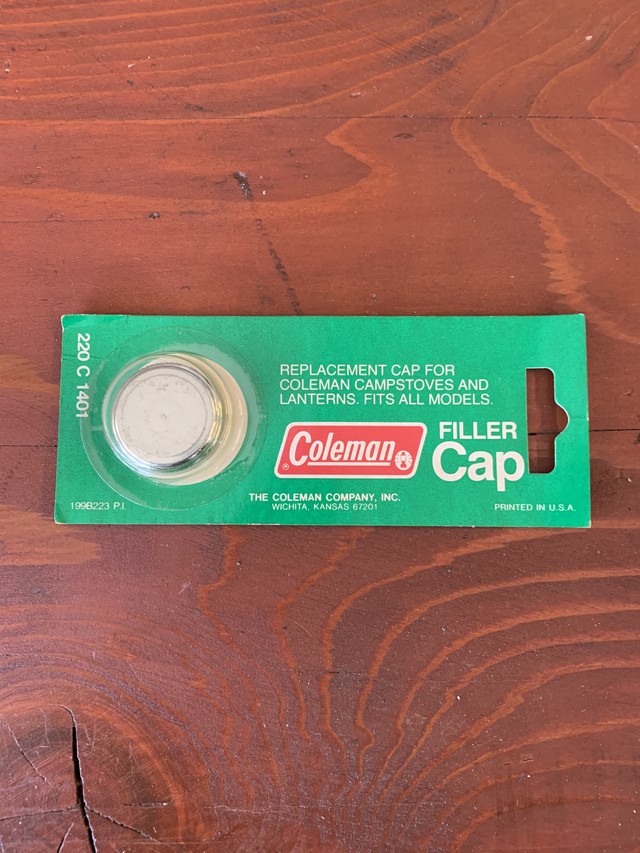 220 C 1401
REPLACEMENT CAP FOR
COLEMAN CAMPSTOVES AND
LANTERNS. FITS ALL MODELS.
Coleman®
FILLER
Cap
THE COLEMAN COMPANY, INC.
WICHITA, KANSAS 67201
199B223 P.I.
PRINTED IN U.S.A.